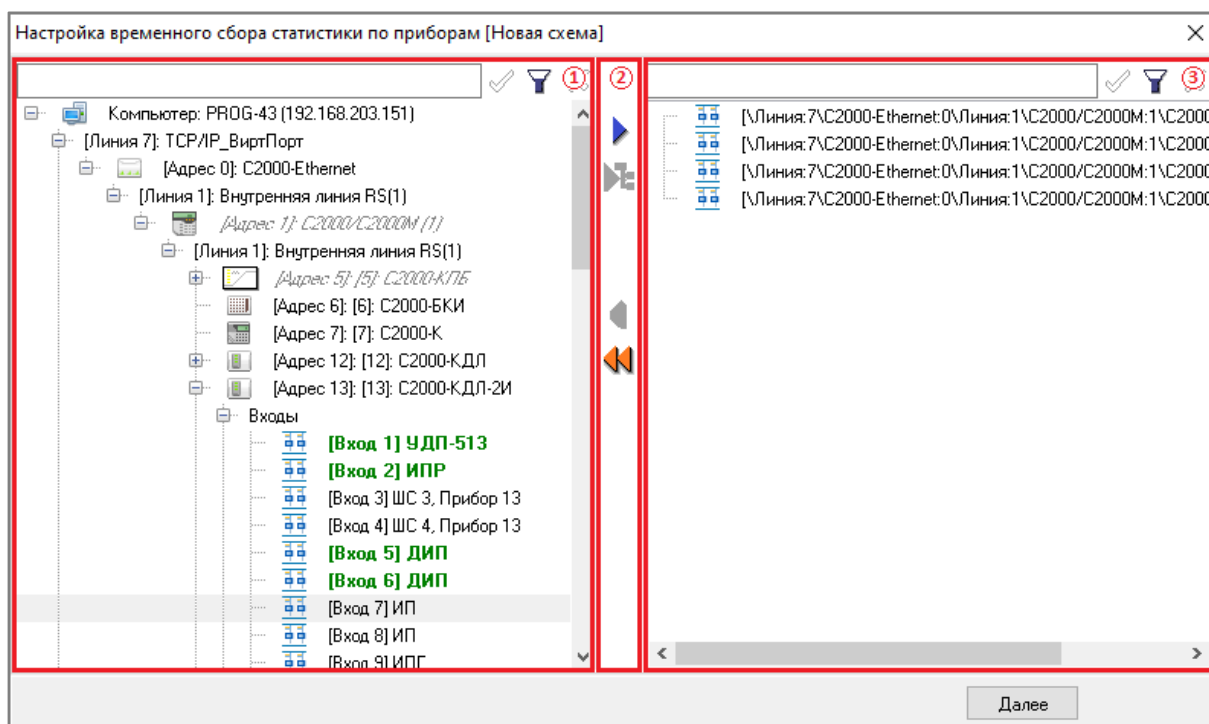 Настройка временного сбора статистики по приборам [Новая схема]
①
②
③
Компьютер: PROG-43 (192.168.203.151)
[Линия 7]: TCP/IP_ВиртПорт
[Адрес 0]: С2000-Ethernet
[Линия 1]: Внутренняя линия RS(1)
[Адрес 1]: С2000/С2000М (1)
[Линия 1]: Внутренняя линия RS(1)
[Адрес 5]: [5]: С2000-КПБ
[Адрес 6]: [6]: С2000-БКИ
[Адрес 7]: [7]: С2000-К
[Адрес 12]: [12]: С2000-КДЛ
[Адрес 13]: [13]: С2000-КДЛ-2И
Входы
[Вход 1] УДП-513
[Вход 2] ИПР
[Вход 3] ШС 3, Прибор 13
[Вход 4] ШС 4, Прибор 13
[Вход 5] ДИП
[Вход 6] ДИП
[Вход 7] ИП
[Вход 8] ИП
[Вход 9] ИПГ
[\Линия:7\С2000-Ethernet:0\Линия:1\С2000/С2000М:1\С2000
[\Линия:7\С2000-Ethernet:0\Линия:1\С2000/С2000М:1\С2000
[\Линия:7\С2000-Ethernet:0\Линия:1\С2000/С2000М:1\С2000
[\Линия:7\С2000-Ethernet:0\Линия:1\С2000/С2000М:1\С2000
Далее